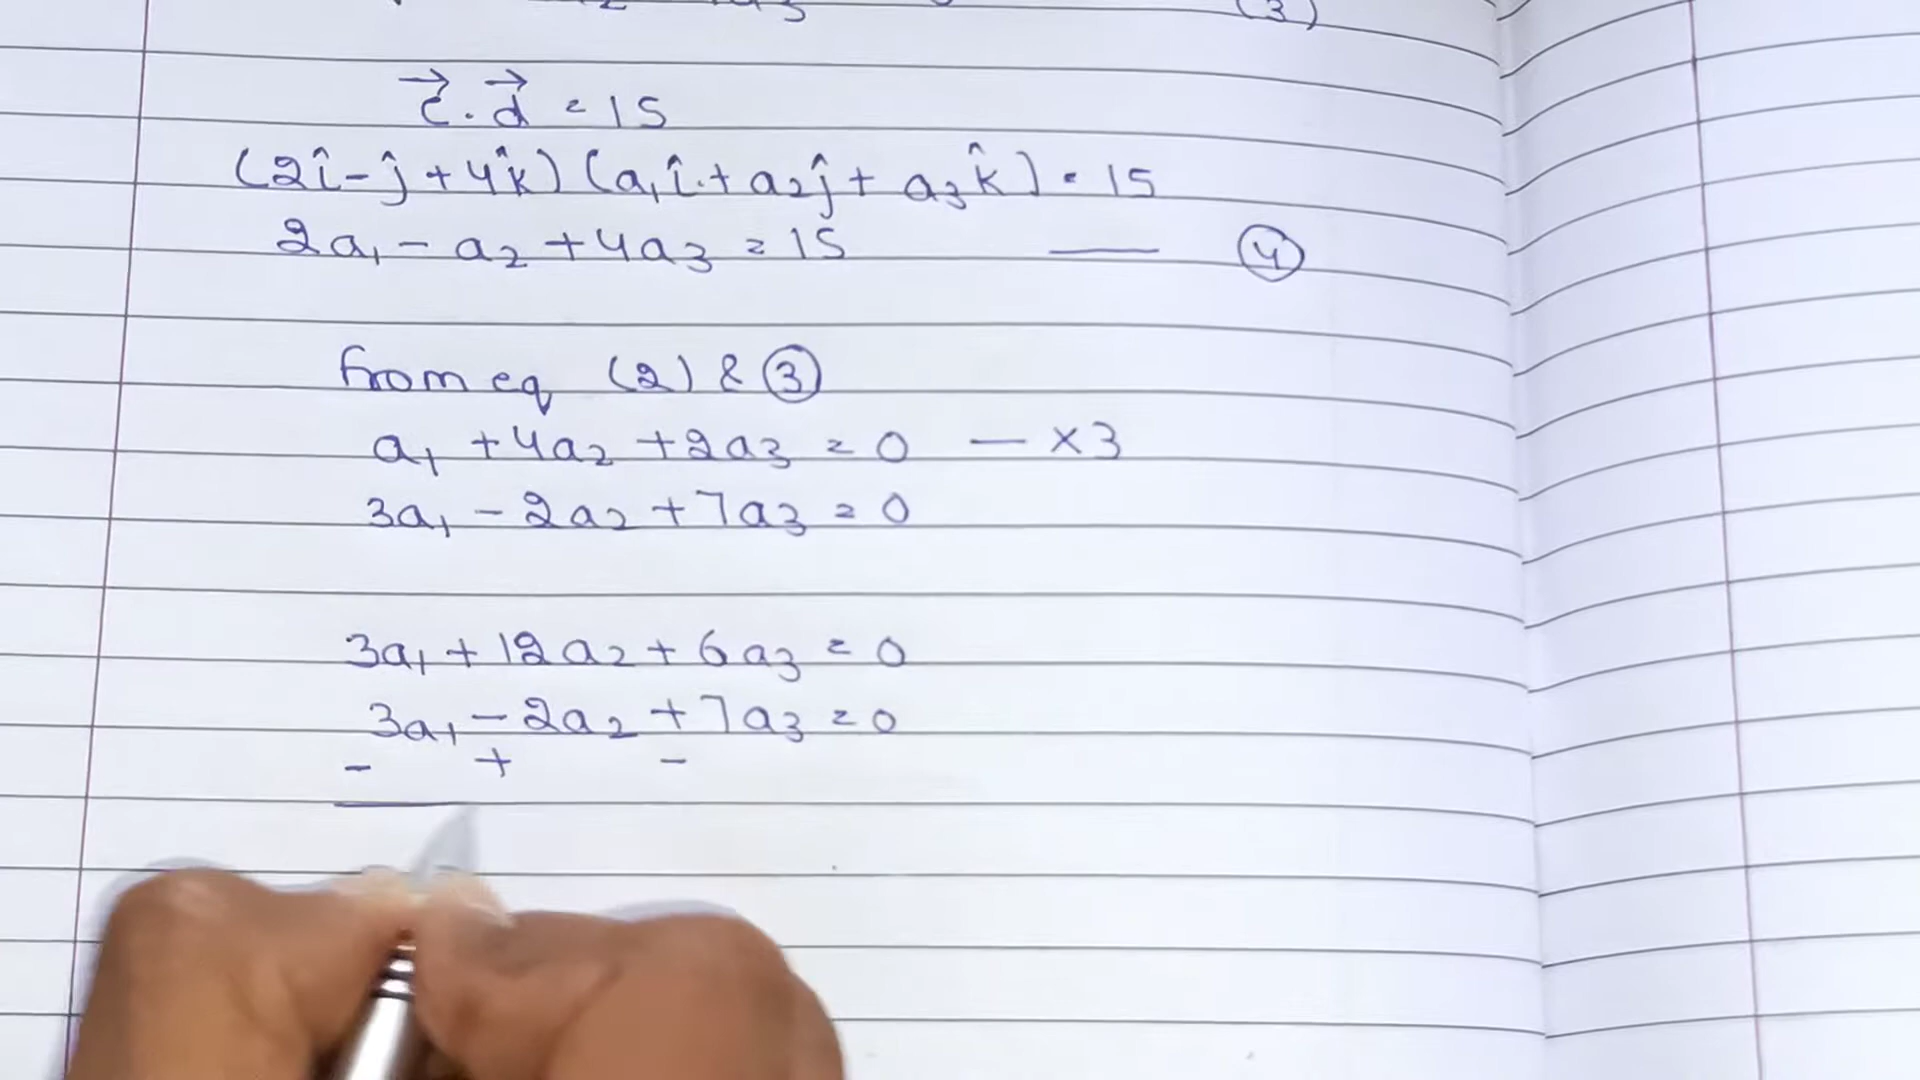 (3)
c⃗ . d⃗ = 15
(2î - ĵ + 4k̂) (a₁î + a₂ĵ + a₃k̂) = 15
2a₁ - a₂ + 4a₃ = 15 —— ④
from eq (2) & ③
a₁ + 4a₂ + 2a₃ = 0 — ×3
3a₁ - 2a₂ + 7a₃ = 0
3a₁ + 12a₂ + 6a₃ = 0
3a₁ - 2a₂ + 7a₃ = 0
- + -